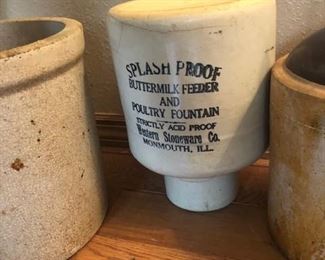 SPLASH PROOF
BUTTERMILK FEEDER
AND
POULTRY FOUNTAIN
STRICTLY ACID PROOF
Western Stoneware Co.
MONMOUTH, ILL.